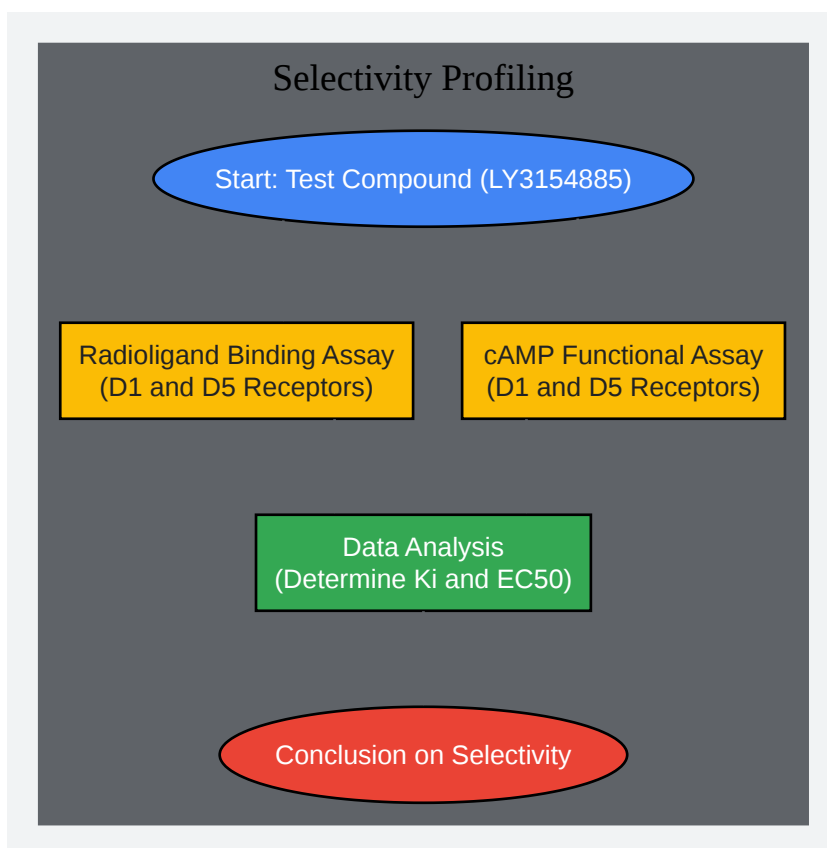 Selectivity Profiling
Start: Test Compound (LY3154885)
Radioligand Binding Assay
(D1 and D5 Receptors)
cAMP Functional Assay
(D1 and D5 Receptors)
Data Analysis
(Determine Ki and EC50)
Conclusion on Selectivity